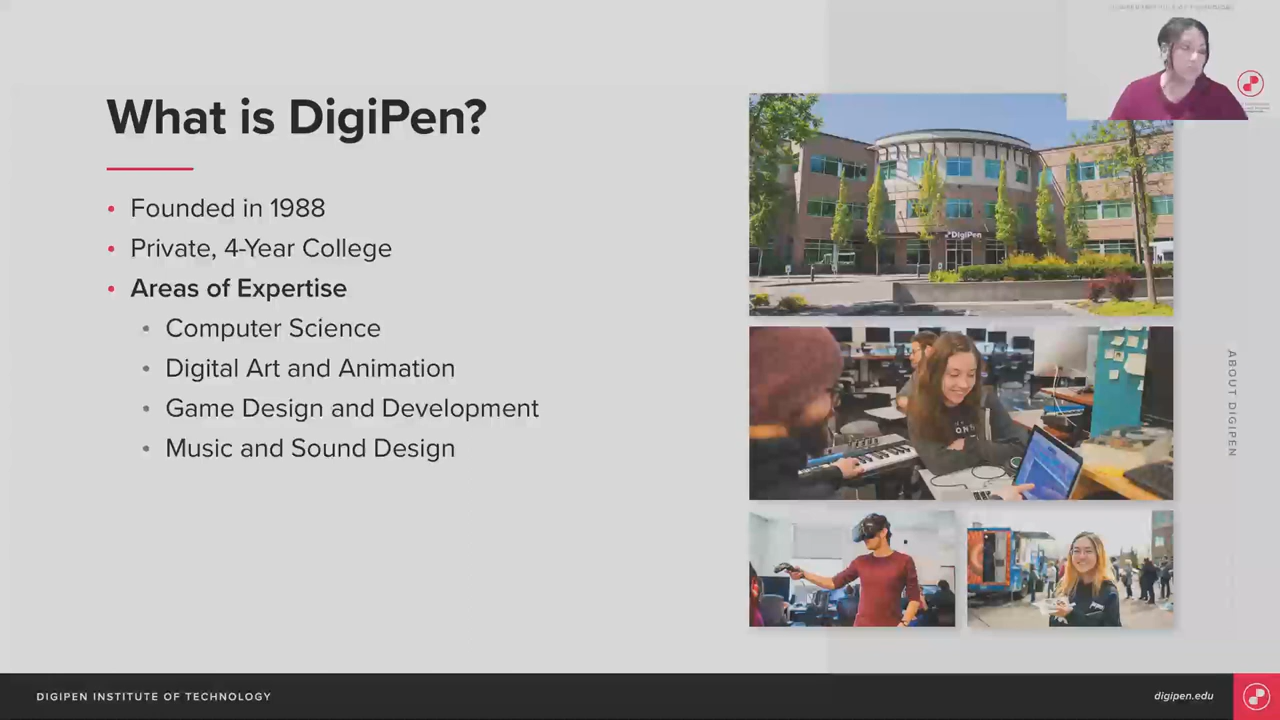 What is DigiPen?
• Founded in 1988
• Private, 4-Year College
• Areas of Expertise
• Computer Science
• Digital Art and Animation
• Game Design and Development
• Music and Sound Design
DigiPen
ABOUT DIGIPEN
DIGIPEN INSTITUTE OF TECHNOLOGY
digipen.edu